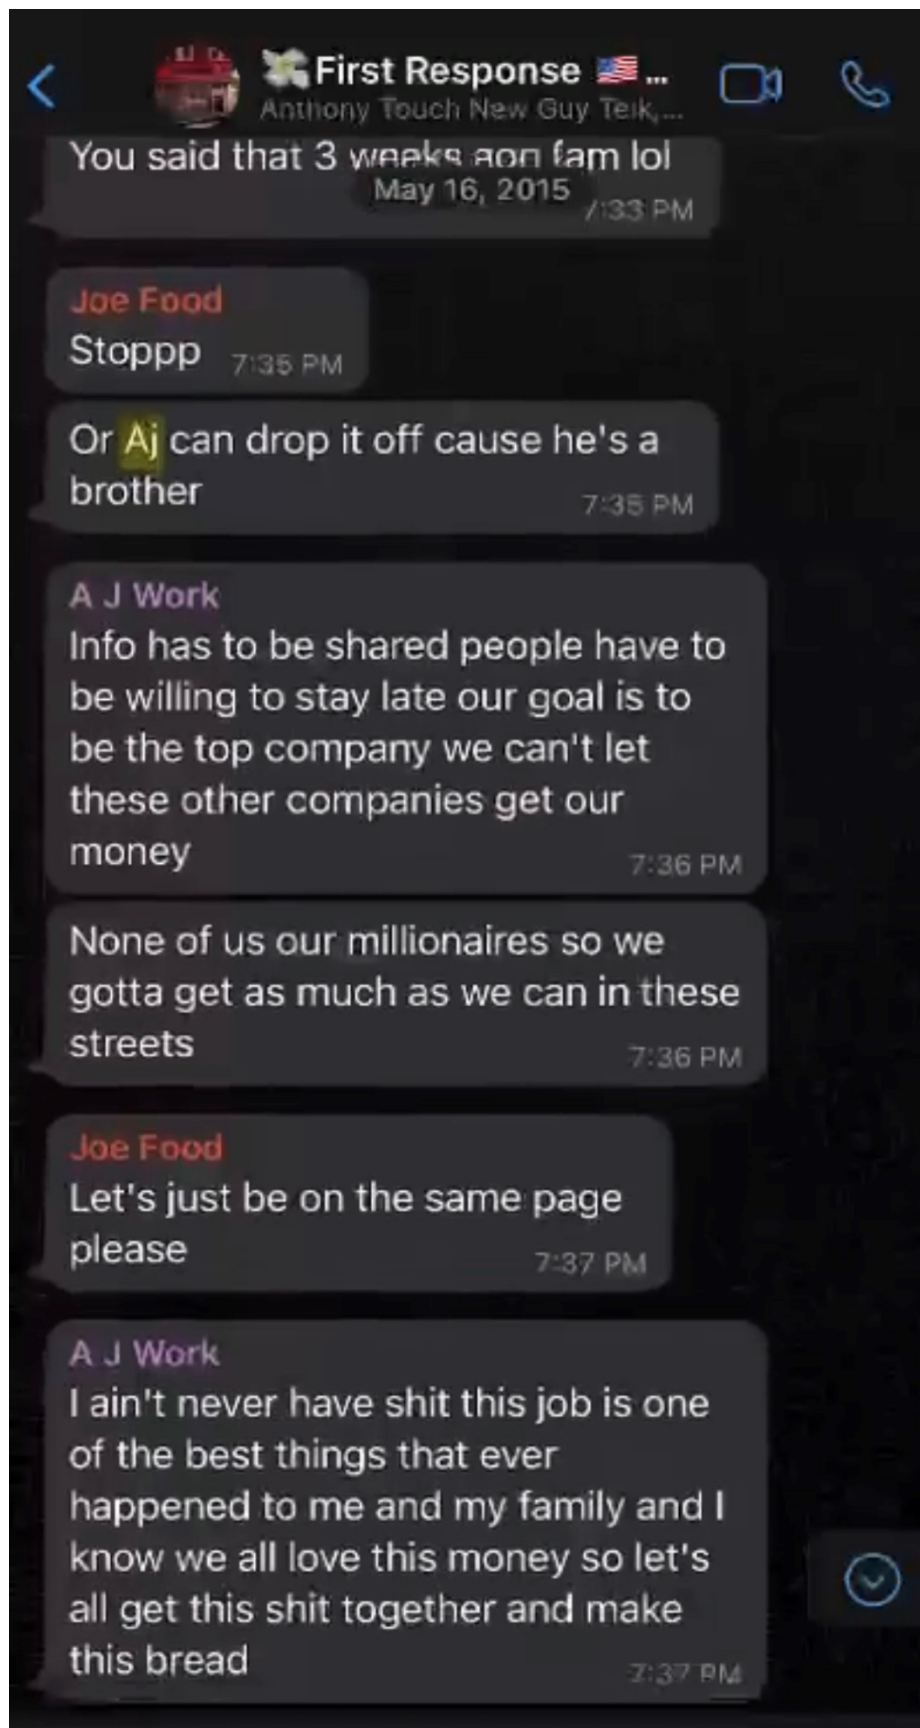 First Response 🇺🇸...
Anthony Touch New Guy Teik,...
You said that 3 weeks ago fam lol
May 16, 2015
7:33 PM
Joe Food
Stoppp 7:35 PM
Or Aj can drop it off cause he's a
brother 7:35 PM
A J Work
Info has to be shared people have to
be willing to stay late our goal is to
be the top company we can't let
these other companies get our
money 7:36 PM
None of us our millionaires so we
gotta get as much as we can in these
streets 7:36 PM
Joe Food
Let's just be on the same page
please 7:37 PM
A J Work
I ain't never have shit this job is one
of the best things that ever
happened to me and my family and I
know we all love this money so let's
all get this shit together and make
this bread 7:37 PM